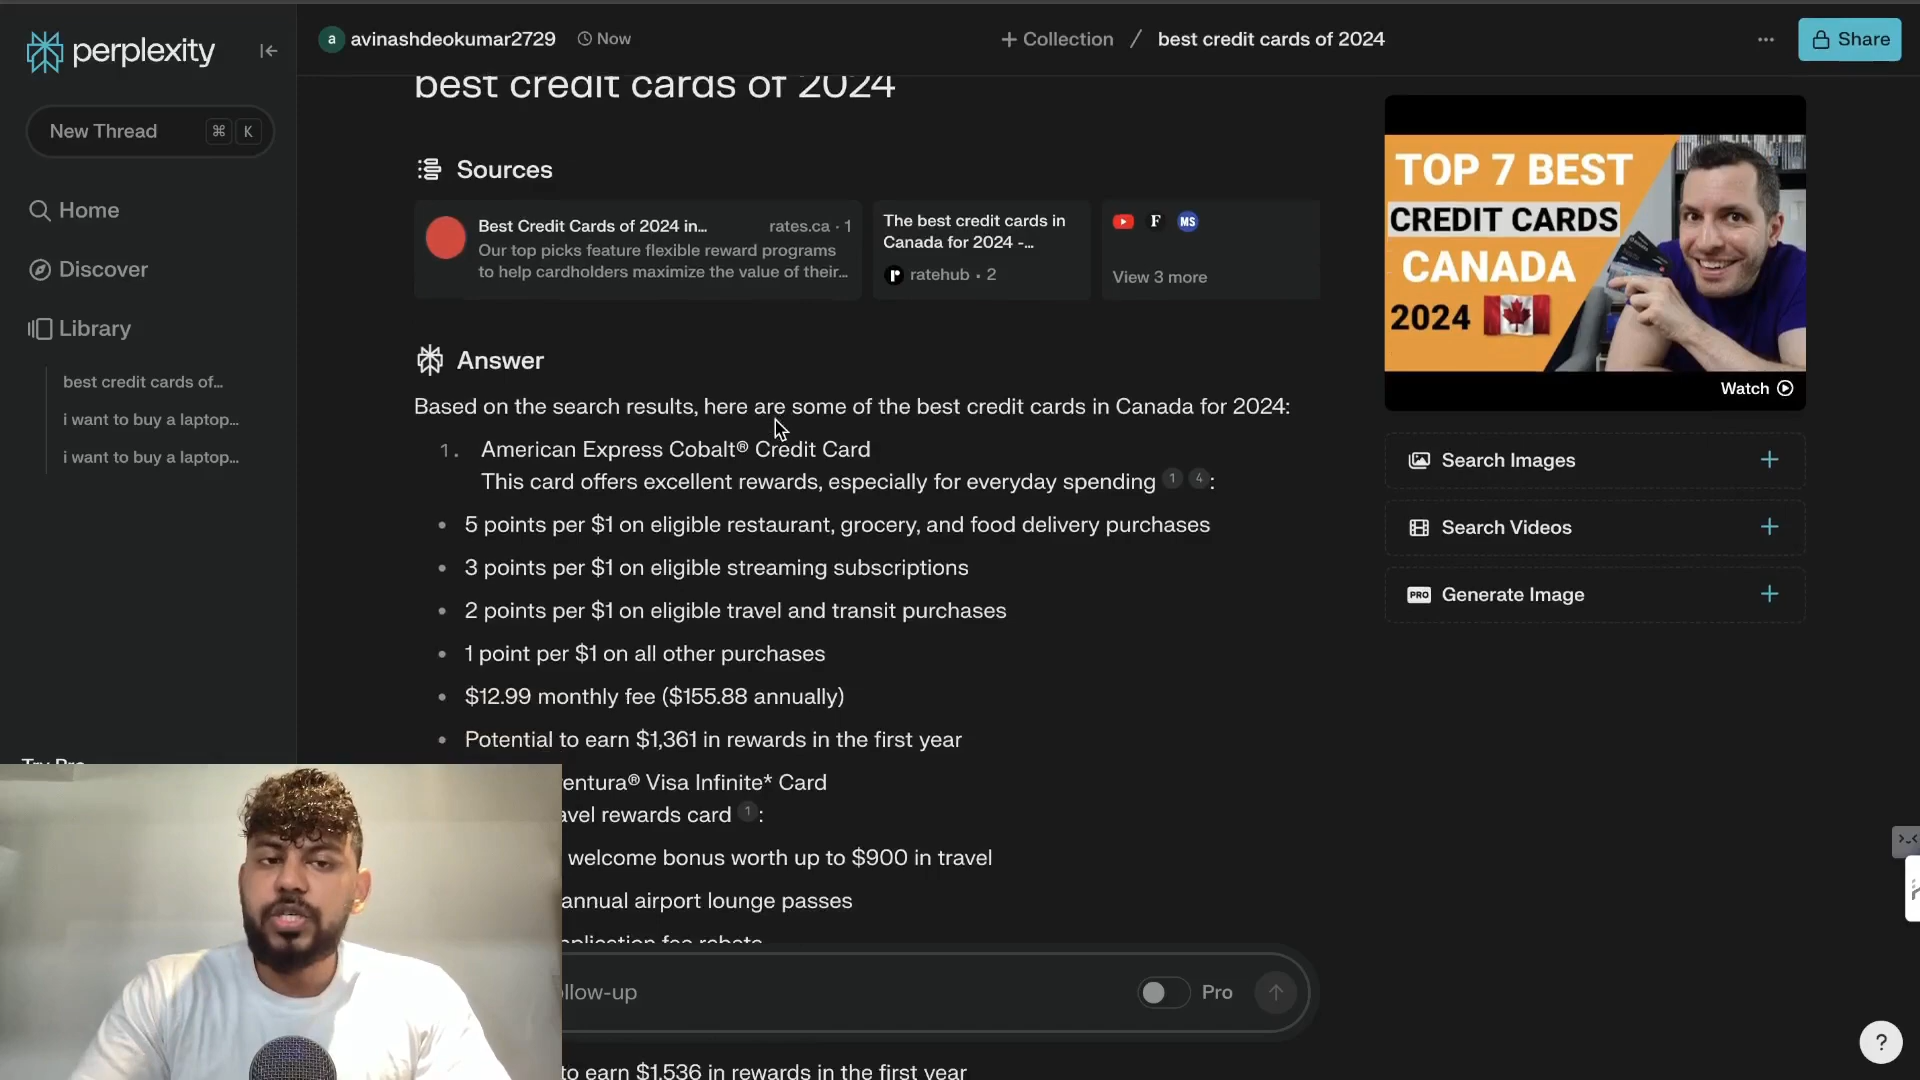 perplexity
New Thread
⌘ K
Home
Discover
Library
best credit cards of...
i want to buy a laptop...
i want to buy a laptop...
Try Pro
a avinashdeokumar2729 Now
+ Collection / best credit cards of 2024
... Share
best credit cards of 2024
Sources
Best Credit Cards of 2024 in... rates.ca · 1
Our top picks feature flexible reward programs
to help cardholders maximize the value of their...
The best credit cards in
Canada for 2024 -...
r ratehub · 2
F MS
View 3 more
Answer
Based on the search results, here are some of the best credit cards in Canada for 2024:
1. American Express Cobalt® Credit Card
This card offers excellent rewards, especially for everyday spending 1 4 :
• 5 points per $1 on eligible restaurant, grocery, and food delivery purchases
• 3 points per $1 on eligible streaming subscriptions
• 2 points per $1 on eligible travel and transit purchases
• 1 point per $1 on all other purchases
• $12.99 monthly fee ($155.88 annually)
• Potential to earn $1,361 in rewards in the first year
entura® Visa Infinite* Card
avel rewards card 1 :
welcome bonus worth up to $900 in travel
annual airport lounge passes
plication fee rebate
llow-up
Pro
to earn $1,536 in rewards in the first year
TOP 7 BEST
CREDIT CARDS
CANADA
2024
Watch
Search Images +
Search Videos +
PRO Generate Image +
?